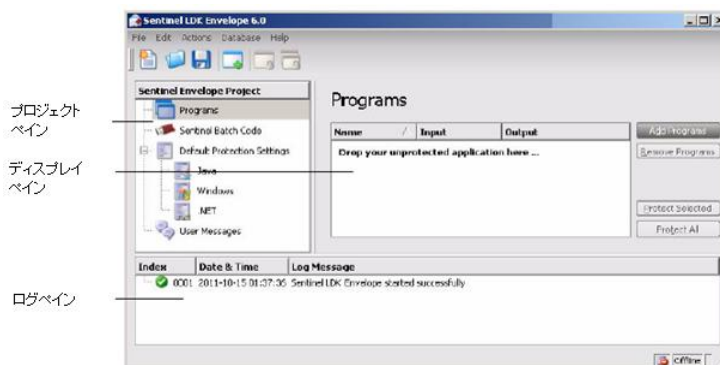 Sentinel LDK Envelope 6.0
File Edit Actions Database Help
Sentinel Envelope Project
Programs
Sentinel Batch Code
Default Protection Settings
Java
Windows
.NET
User Messages
Programs
Name / Input Output
Drop your unprotected application here ...
Add Programs
Remove Programs
Protect Selected
Protect All
Index Date & Time Log Message
0001 2011-10-15 01:37:36 Sentinel LDK Envelope started successfully
Offline
プロジェクト
ペイン
ディスプレイ
ペイン
ログペイン